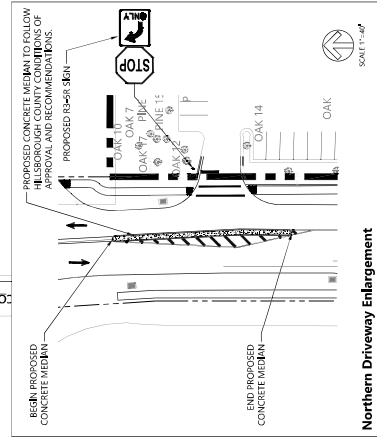 PROPOSED CONCRETE MEDIAN TO FOLLOW
HILLSBOROUGH COUNTY CONDITIONS OF
APPROVAL AND RECOMMENDATIONS.
PROPOSED R3-5R SIGN
ONLY
STOP
OAK 10
OAK 7
PINE
OAK 17
PINE 15
OAK 12
P
OAK 14
OAK
BEGIN PROPOSED
CONCRETE MEDIAN
END PROPOSED
CONCRETE MEDIAN
SCALE 1"=40'
Northern Driveway Enlargement